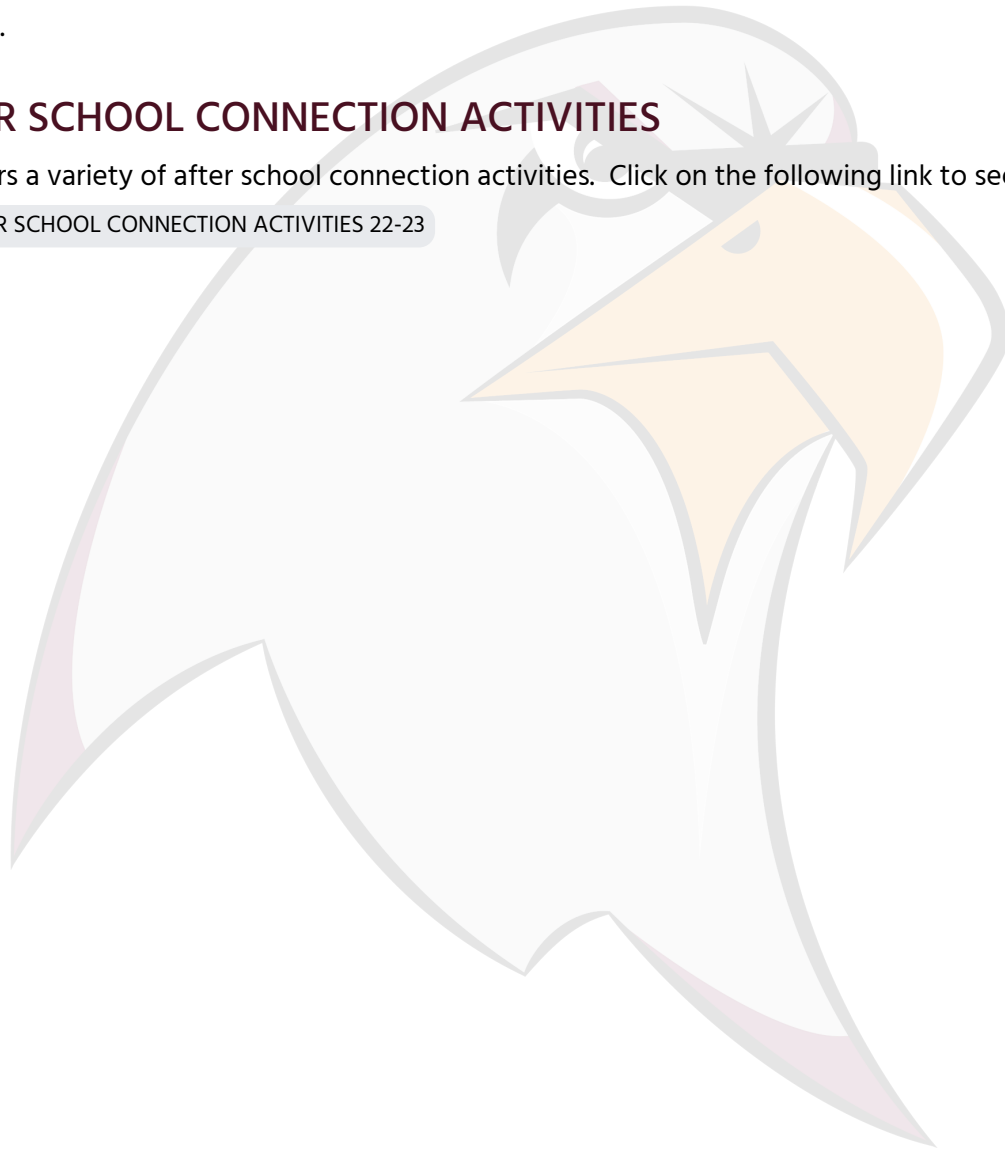 .
R SCHOOL CONNECTION ACTIVITIES
rs a variety of after school connection activities.  Click on the following link to see
R SCHOOL CONNECTION ACTIVITIES 22-23